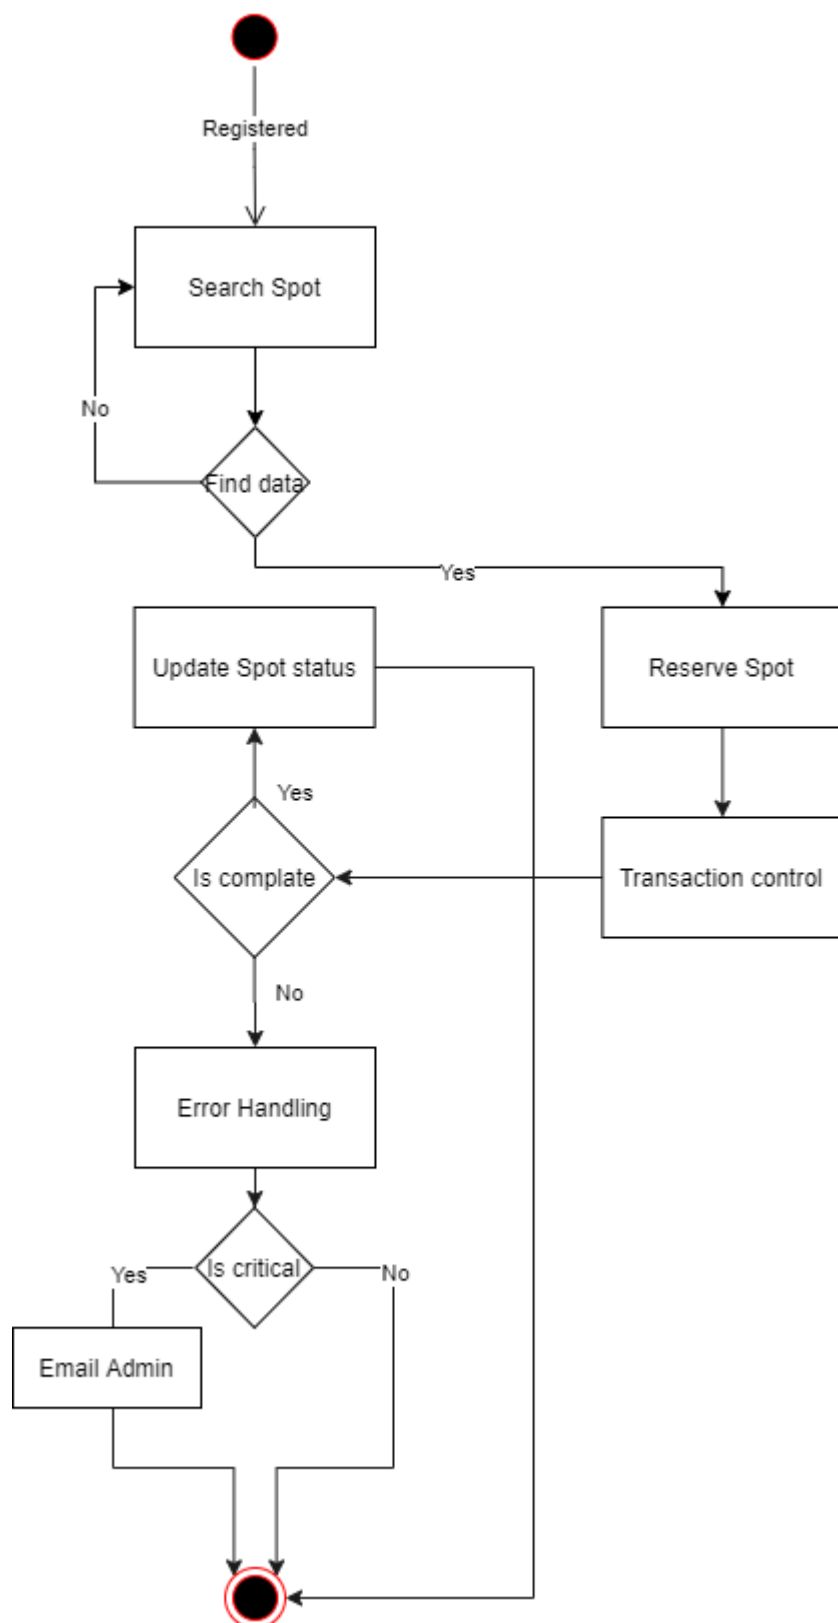 Registered
Search Spot
No
Find data
Yes
Update Spot status
Reserve Spot
Yes
Is complate
Transaction control
No
Error Handling
Is critical
Yes
No
Email Admin